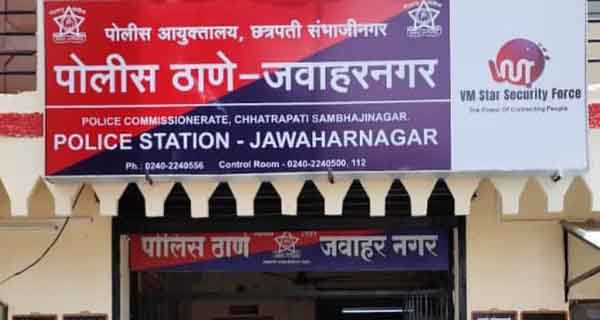 पोलीस आयुक्तालय, छत्रपती संभाजीनगर
पोलीस ठाणे-जवाहरनगर
POLICE COMMISSIONERATE, CHHATRAPATI SAMBHAJINAGAR.
POLICE STATION - JAWAHARNAGAR
Ph.: 0240-2240556 Control Room - 0240-2240500, 112
VM Star Security Force
The Power Of Connecting People
पोलिस ठाणे जवाहर नगर